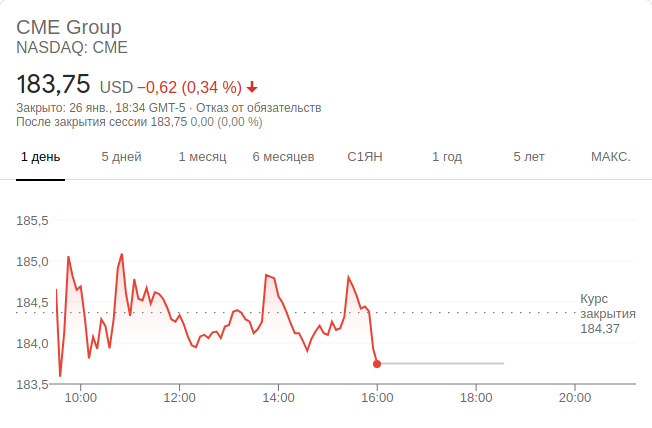 CME Group
NASDAQ: CME
183,75 USD −0,62 (0,34 %)
Закрыто: 26 янв., 18:34 GMT-5 · Отказ от обязательств
После закрытия сессии 183,75 0,00 (0,00 %)
1 день 5 дней 1 месяц 6 месяцев С1ЯН 1 год 5 лет МАКС.
185,5
185,0
184,5
Курс
закрытия
184,37
184,0
183,5
10:00 12:00 14:00 16:00 18:00 20:00